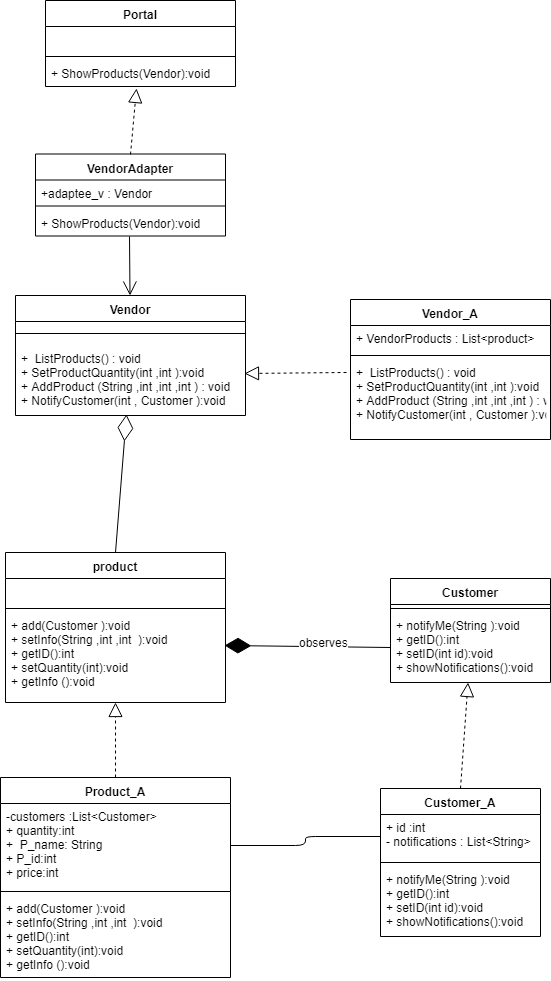 Portal
+ ShowProducts(Vendor):void
VendorAdapter
+adaptee_v : Vendor
+ ShowProducts(Vendor):void
Vendor
+  ListProducts() : void
+ SetProductQuantity(int ,int ):void
+ AddProduct (String ,int ,int ,int ) : void
+ NotifyCustomer(int , Customer ):void
Vendor_A
+ VendorProducts : List<product>
+  ListProducts() : void
+ SetProductQuantity(int ,int ):void
+ AddProduct (String ,int ,int ,int ) :
+ NotifyCustomer(int , Customer ):
product
+ add(Customer ):void
+ setInfo(String ,int ,int  ):void
+ getID():int
+ setQuantity(int):void
+ getInfo ():void
observes
Customer
+ notifyMe(String ):void
+ getID():int
+ setID(int id):void
+ showNotifications():void
Product_A
-customers :List<Customer>
+ quantity:int
+  P_name: String
+ P_id:int
+ price:int
+ add(Customer ):void
+ setInfo(String ,int ,int  ):void
+ getID():int
+ setQuantity(int):void
+ getInfo ():void
Customer_A
+ id :int
- notifications : List<String>
+ notifyMe(String ):void
+ getID():int
+ setID(int id):void
+ showNotifications():void